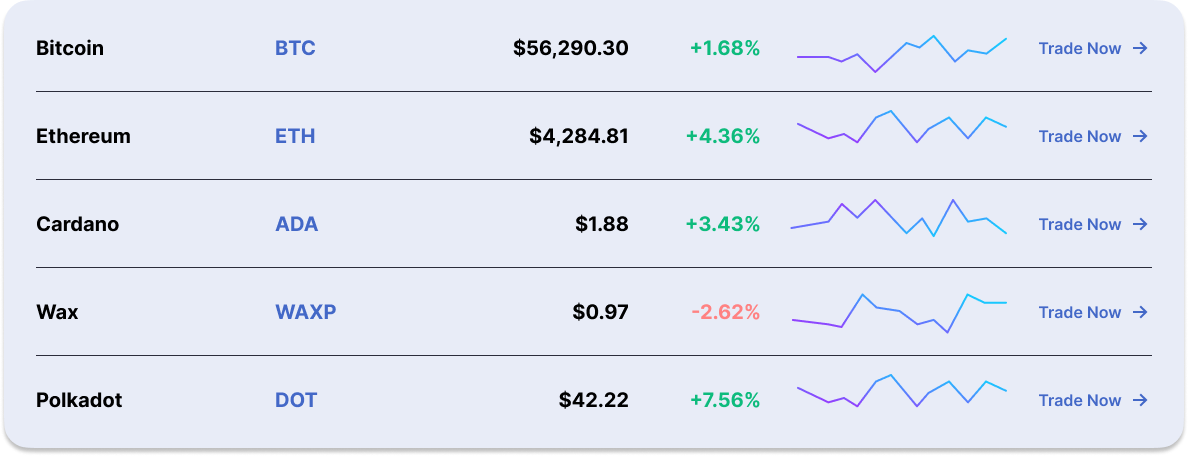 Bitcoin BTC $56,290.30 +1.68% Trade Now →
Ethereum ETH $4,284.81 +4.36% Trade Now →
Cardano ADA $1.88 +3.43% Trade Now →
Wax WAXP $0.97 -2.62% Trade Now →
Polkadot DOT $42.22 +7.56% Trade Now →